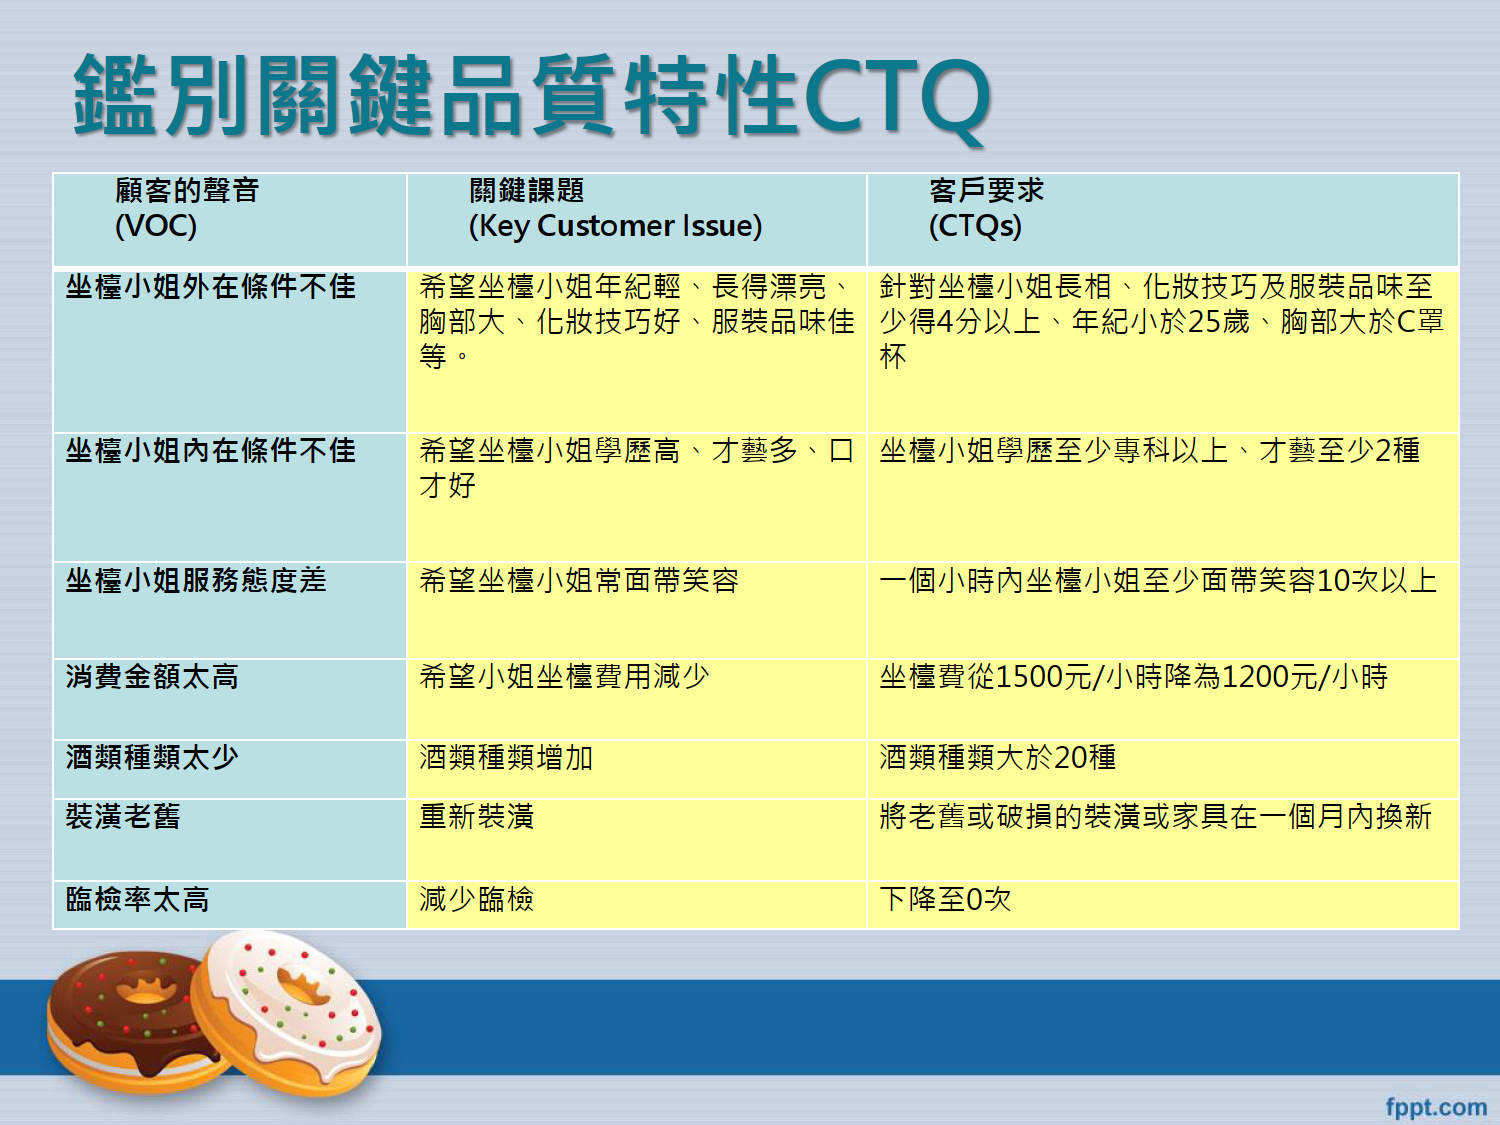 鑑別關鍵品質特性CTQ
顧客的聲音
(VOC)
關鍵課題
(Key Customer Issue)
客戶要求
(CTQs)
坐檯小姐外在條件不佳
希望坐檯小姐年紀輕、長得漂亮、
胸部大、化妝技巧好、服裝品味佳
等。
針對坐檯小姐長相、化妝技巧及服裝品味至
少得4分以上、年紀小於25歲、胸部大於C罩
杯
坐檯小姐內在條件不佳
希望坐檯小姐學歷高、才藝多、口
才好
坐檯小姐學歷至少專科以上、才藝至少2種
坐檯小姐服務態度差
希望坐檯小姐常面帶笑容
一個小時內坐檯小姐至少面帶笑容10次以上
消費金額太高
希望小姐坐檯費用減少
坐檯費從1500元/小時降為1200元/小時
酒類種類太少
酒類種類增加
酒類種類大於20種
裝潢老舊
重新裝潢
將老舊或破損的裝潢或家具在一個月內換新
臨檢率太高
減少臨檢
下降至0次
fppt.com